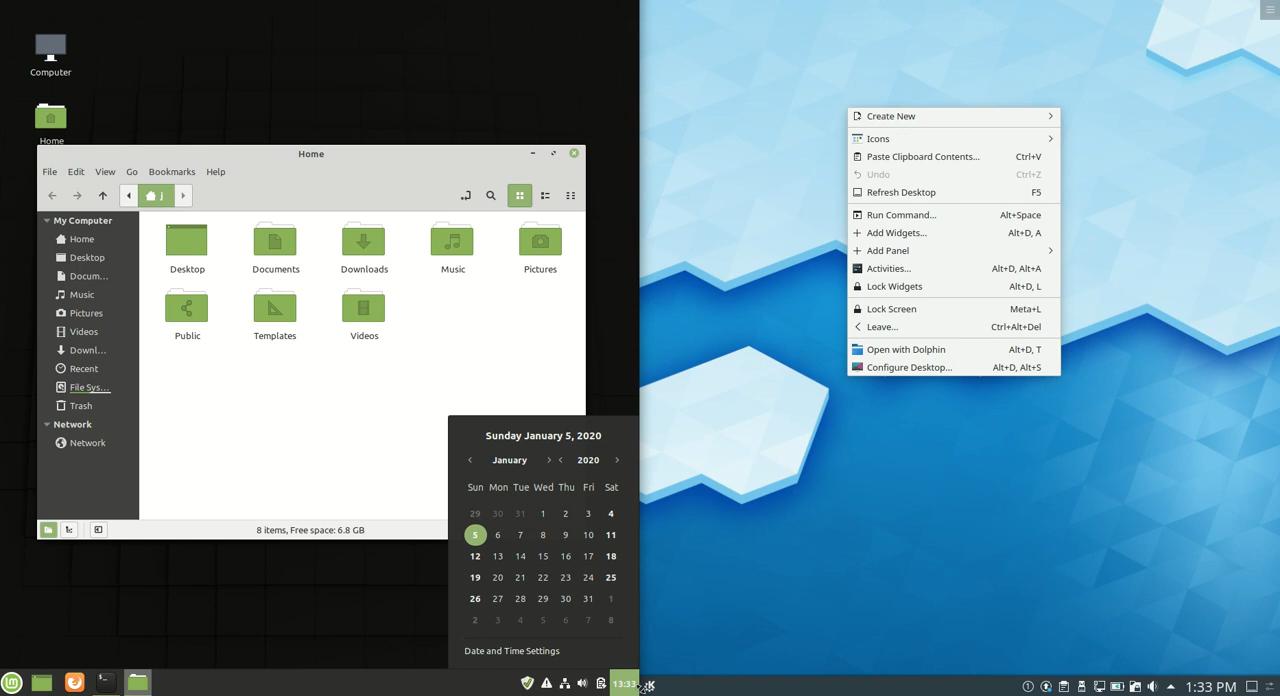 Computer
Home
Home
File Edit View Go Bookmarks Help
j
My Computer
Home
Desktop
Docum...
Music
Pictures
Videos
Downl...
Recent
File Sys...
Trash
Network
Network
Desktop Documents Downloads Music Pictures
Public Templates Videos
8 items, Free space: 6.8 GB
Sunday January 5, 2020
January 2020
Sun Mon Tue Wed Thu Fri Sat
29 30 31 1 2 3 4
5 6 7 8 9 10 11
12 13 14 15 16 17 18
19 20 21 22 23 24 25
26 27 28 29 30 31 1
2 3 4 5 6 7 8
Date and Time Settings
13:33
Create New
Icons
Paste Clipboard Contents... Ctrl+V
Undo Ctrl+Z
Refresh Desktop F5
Run Command... Alt+Space
Add Widgets... Alt+D, A
Add Panel
Activities... Alt+D, Alt+A
Lock Widgets Alt+D, L
Lock Screen Meta+L
Leave... Ctrl+Alt+Del
Open with Dolphin Alt+D, T
Configure Desktop... Alt+D, Alt+S
1:33 PM